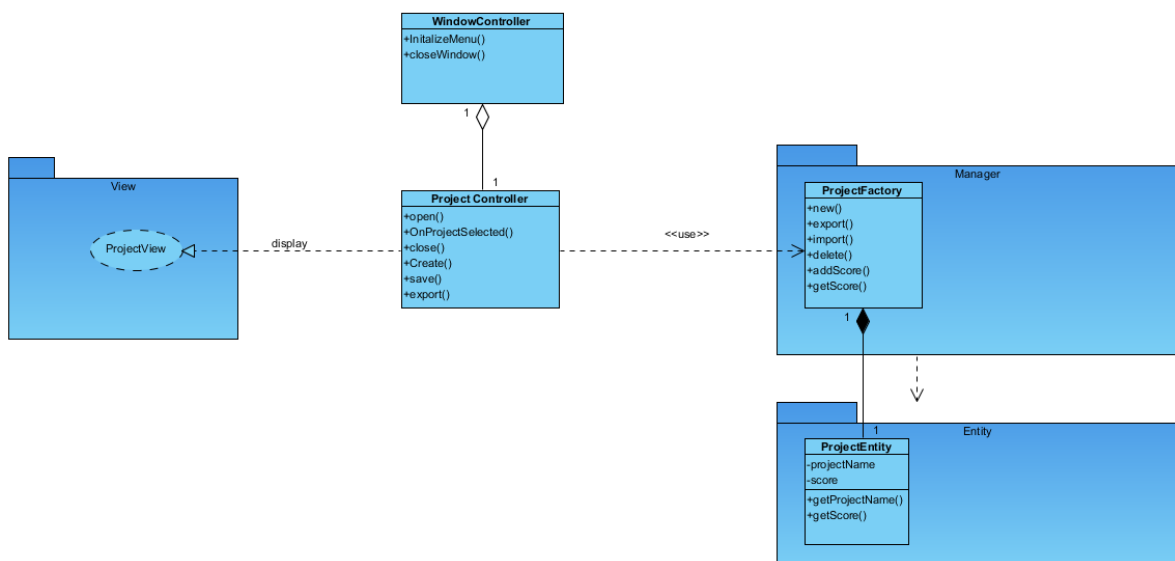 WindowController
+InitalizeMenu()
+closeWindow()
1
1
View
ProjectView
display
Project Controller
+open()
+OnProjectSelected()
+close()
+Create()
+save()
+export()
<<use>>
Manager
ProjectFactory
+new()
+export()
+import()
+delete()
+addScore()
+getScore()
1
1
Entity
ProjectEntity
-projectName
-score
+getProjectName()
+getScore()